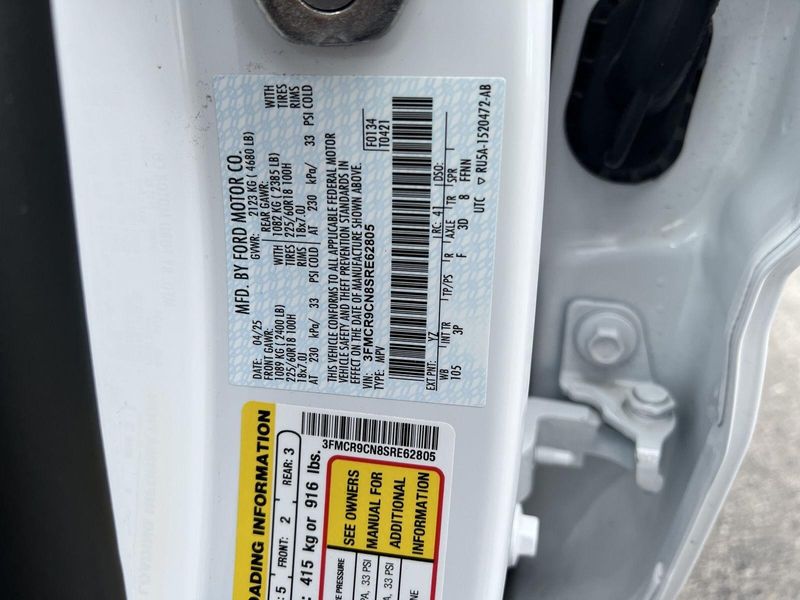 MFD. BY FORD MOTOR CO.
04/25 GVWR: 2123 KG ( 4680 LB)
FRONT GAWR: REAR GAWR:
1089 KG ( 2400 LB) WITH 1082 KG ( 2385 LB) WITH
225/60R18 100H TIRES 225/60R18 100H TIRES
18x7.0J RIMS 18x7.0J RIMS
AT 230 kPa/ 33 PSI COLD AT 230 kPa/ 33 PSI COLD
THIS VEHICLE CONFORMS TO ALL APPLICABLE FEDERAL MOTOR
VEHICLE SAFETY AND THEFT PREVENTION STANDARDS IN
EFFECT ON THE DATE OF MANUFACTURE SHOWN ABOVE.
VIN: 3FMCR9CN8SRE62805 F0134
TYPE: MPV T0421
EXT PNT: YZ RC: 41 DSO:
WB INT TR TP/PS R AXLE TR SPR
105 3P F 3D 8 FFNN
UTC ▽ RU5A-1520472-AB
3FMCR9CN8SRE62805
OADING INFORMATION
: 5 FRONT: 2 REAR: 3
: 415 kg or 916 lbs.
SEE OWNERS
MANUAL FOR
ADDITIONAL
INFORMATION
E PRESSURE
PA, 33 PSI
A, 33 PSI
NE